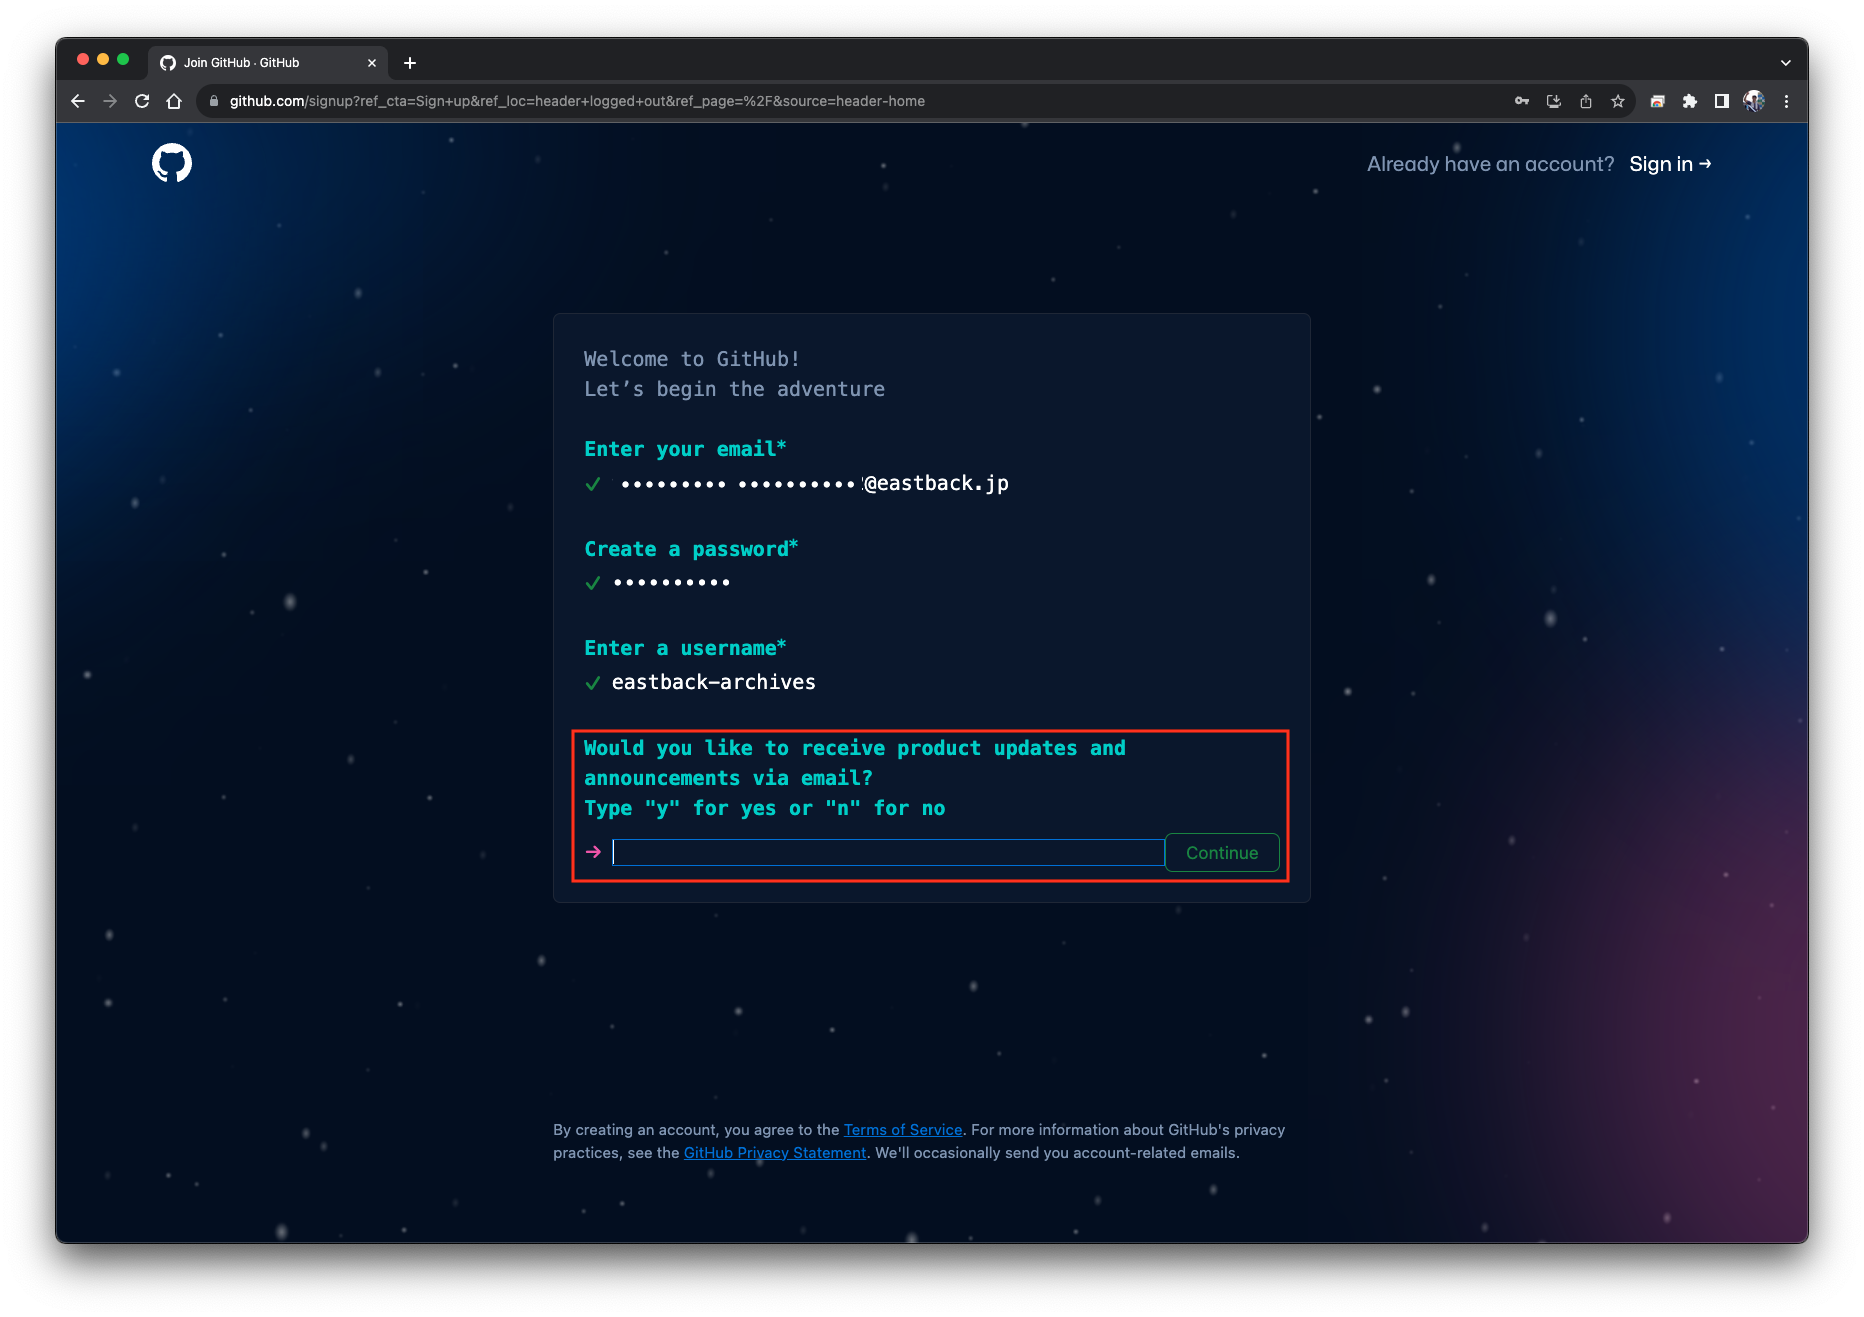 Join GitHub · GitHub
github.com/signup?ref_cta=Sign+up&ref_loc=header+logged+out&ref_page=%2F&source=header-home
Already have an account? Sign in →
Welcome to GitHub!
Let’s begin the adventure
Enter your email*
@eastback.jp
Create a password*
••••••••••
Enter a username*
eastback-archives
Would you like to receive product updates and
announcements via email?
Type "y" for yes or "n" for no
Continue
By creating an account, you agree to the Terms of Service. For more information about GitHub's privacy
practices, see the GitHub Privacy Statement. We'll occasionally send you account-related emails.